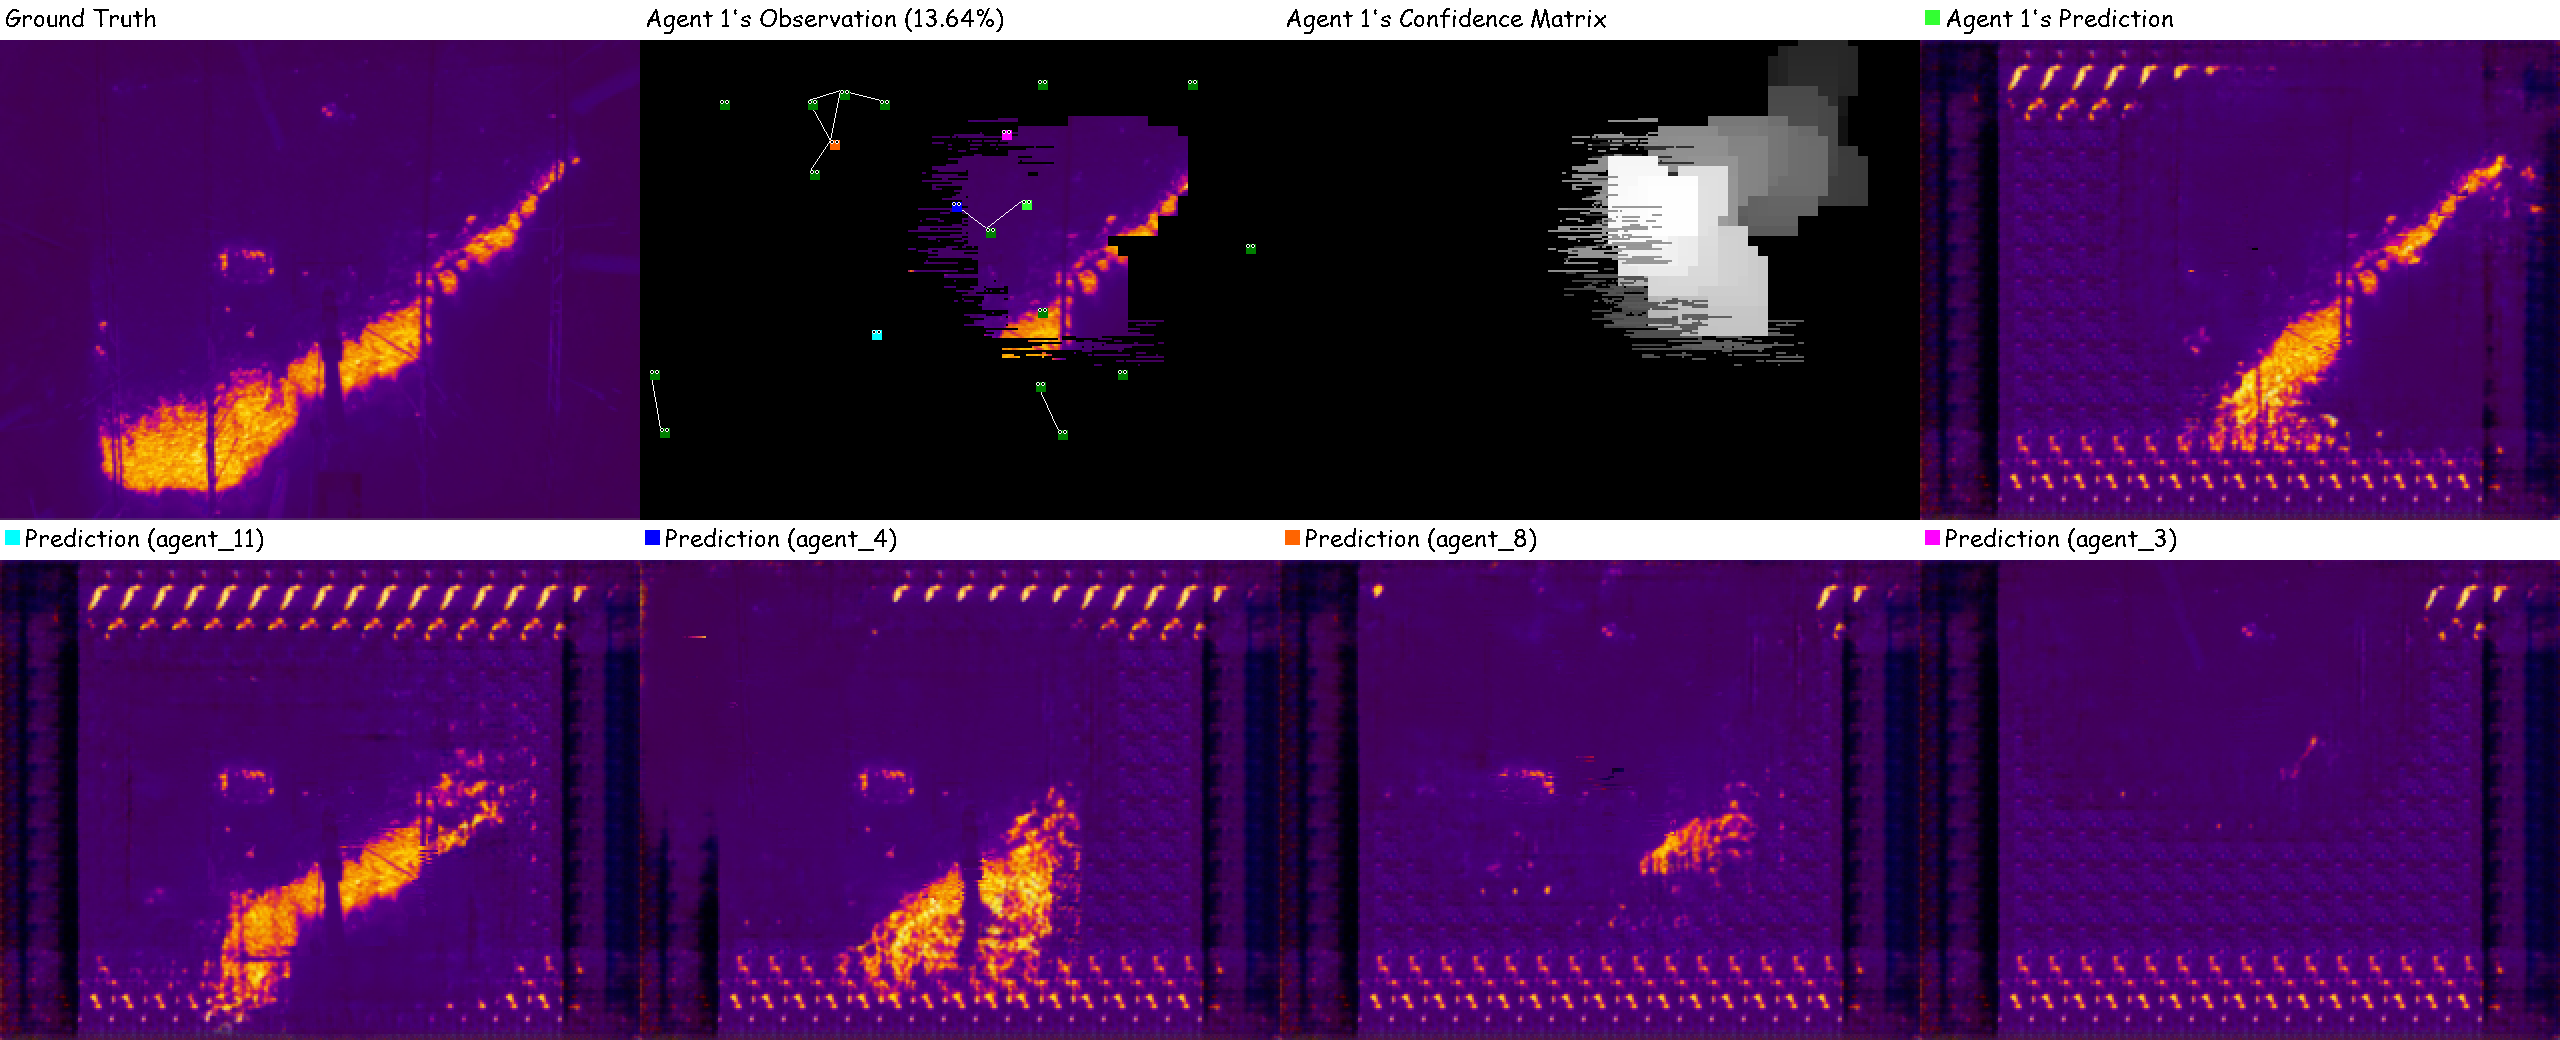 Ground Truth
Agent 1's Observation (13.64%)
Agent 1's Confidence Matrix
Agent 1's Prediction
Prediction (agent_11)
Prediction (agent_4)
Prediction (agent_8)
Prediction (agent_3)